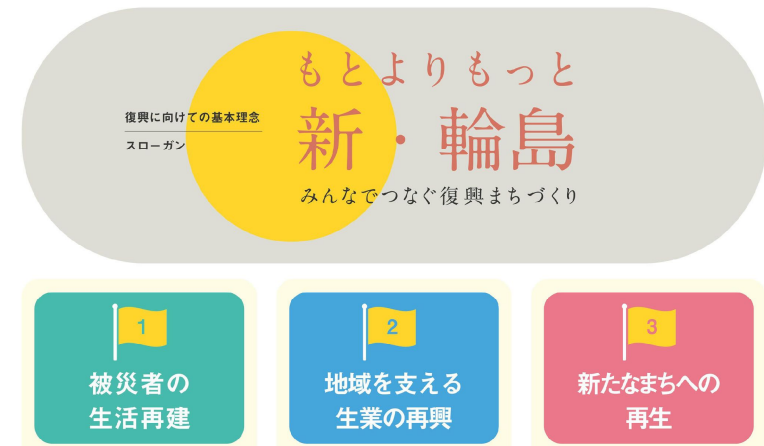 もとよりもっと
復興に向けての基本理念
スローガン
新・輪島
みんなでつなぐ復興まちづくり
1
被災者の
生活再建
2
地域を支える
生業の再興
3
新たなまちへの
再生